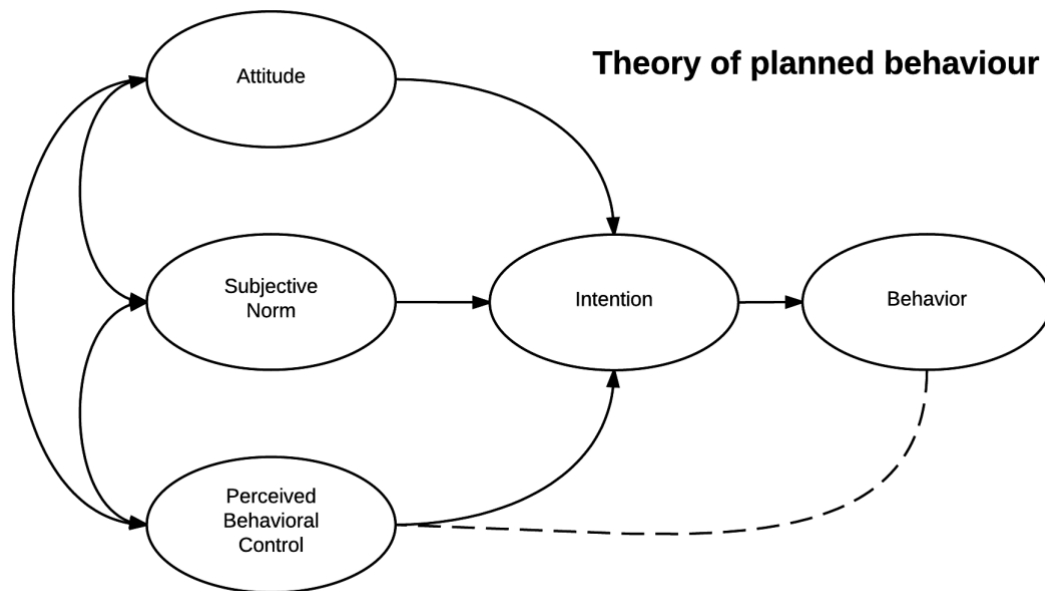 Theory of planned behaviour
Attitude
Subjective
Norm
Intention
Behavior
Perceived
Behavioral
Control